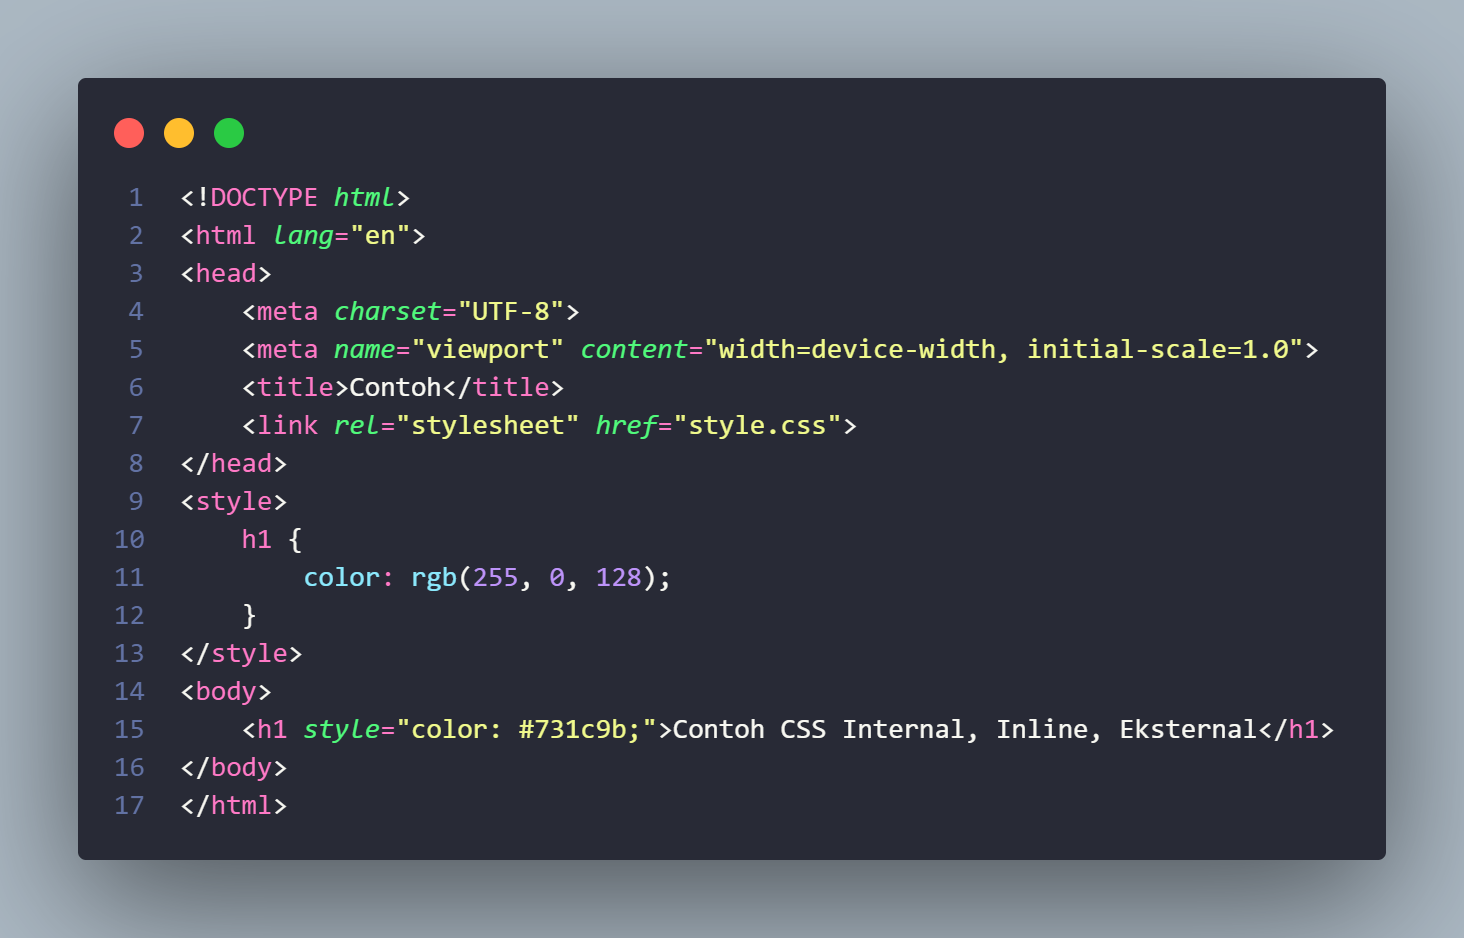 1 <!DOCTYPE html>
2 <html lang="en">
3 <head>
4     <meta charset="UTF-8">
5     <meta name="viewport" content="width=device-width, initial-scale=1.0">
6     <title>Contoh</title>
7     <link rel="stylesheet" href="style.css">
8 </head>
9 <style>
10     h1 {
11         color: rgb(255, 0, 128);
12     }
13 </style>
14 <body>
15     <h1 style="color: #731c9b;">Contoh CSS Internal, Inline, Eksternal</h1>
16 </body>
17 </html>